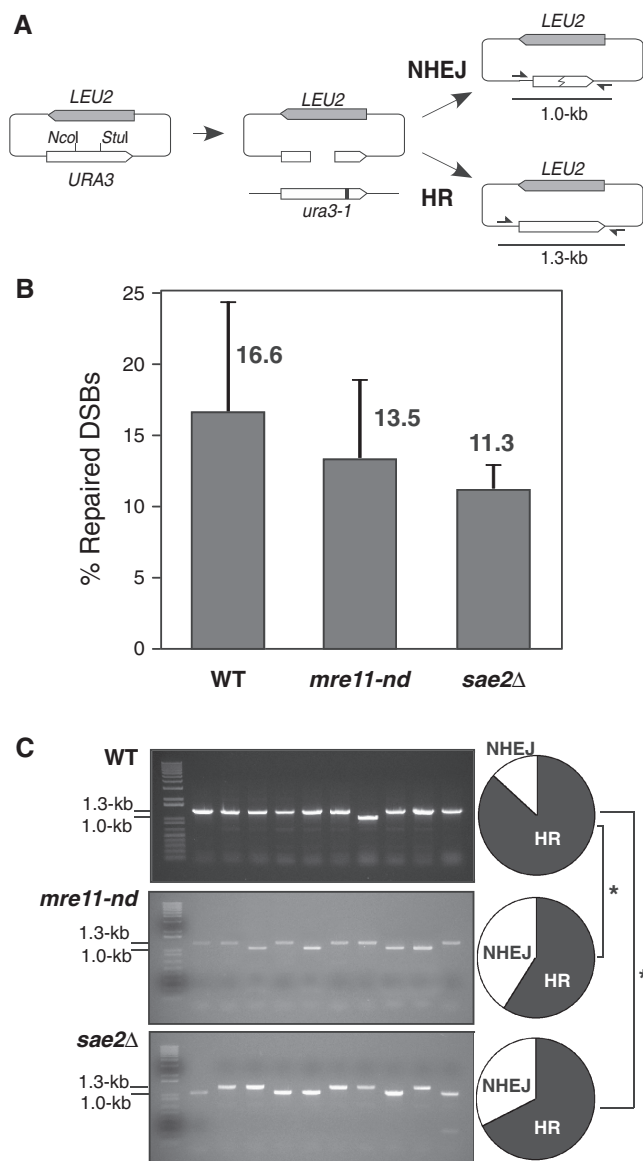 A
LEU2
NcoI
StuI
URA3
LEU2
ura3-1
NHEJ
HR
LEU2
1.0-kb
LEU2
1.3-kb
B
% Repaired DSBs
25
20
15
10
5
0
16.6
13.5
11.3
WT
mre11-nd
sae2Δ
C
WT
1.3-kb
1.0-kb
NHEJ
HR
*
mre11-nd
1.3-kb
1.0-kb
NHEJ
HR
*
sae2Δ
1.3-kb
1.0-kb
NHEJ
HR